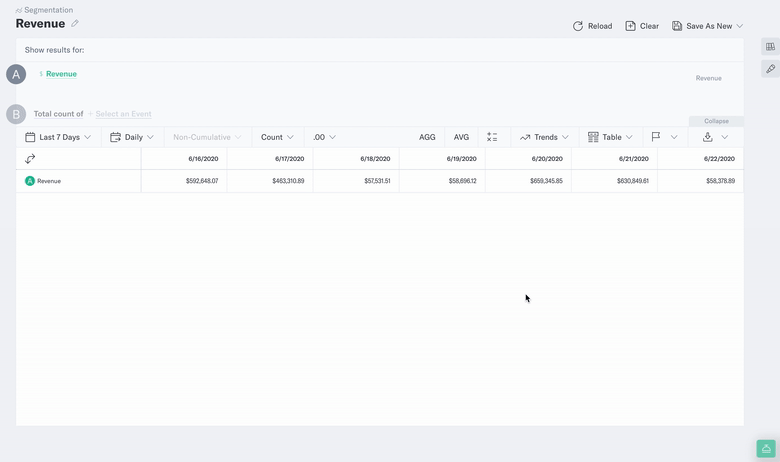 Segmentation
Revenue
Reload
Clear
Save As New
Show results for:
A
Revenue
Revenue
B
Total count of
Select an Event
Collapse
Last 7 Days
Daily
Non-Cumulative
Count
.00
AGG
AVG
Trends
Table
6/16/2020 6/17/2020 6/18/2020 6/19/2020 6/20/2020 6/21/2020 6/22/2020
A Revenue $592,648.07 $463,310.89 $57,531.51 $58,696.12 $659,345.85 $630,849.61 $58,378.89